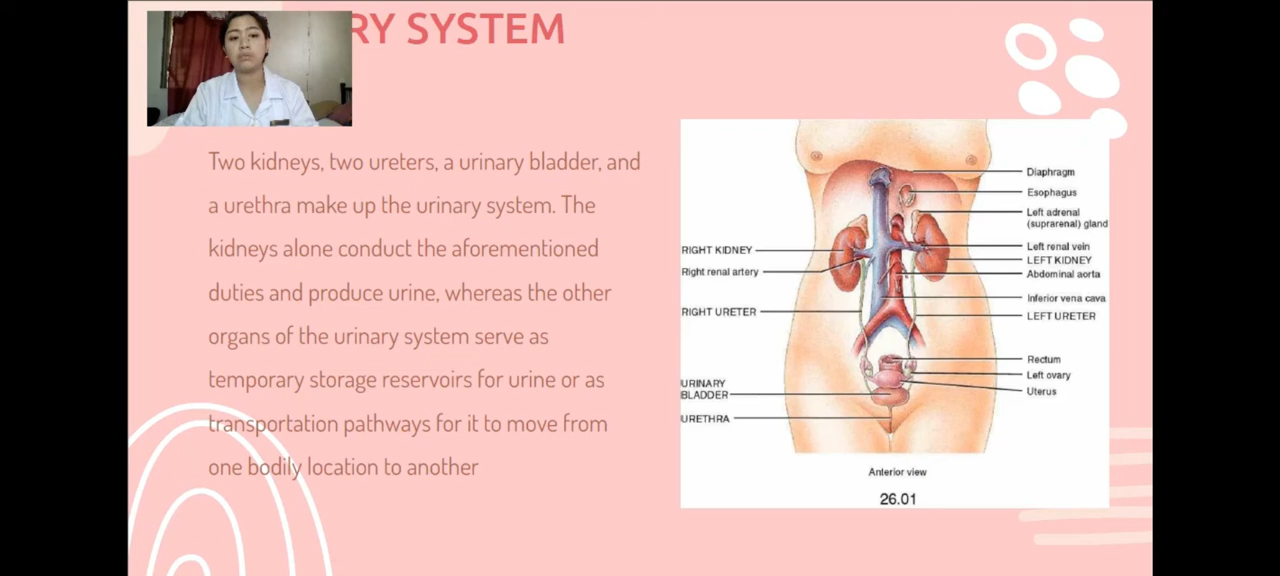 RY SYSTEM
Two kidneys, two ureters, a urinary bladder, and
a urethra make up the urinary system. The
kidneys alone conduct the aforementioned
duties and produce urine, whereas the other
organs of the urinary system serve as
temporary storage reservoirs for urine or as
transportation pathways for it to move from
one bodily location to another
RIGHT KIDNEY
Right renal artery
RIGHT URETER
URINARY
BLADDER
URETHRA
Diaphragm
Esophagus
Left adrenal
(suprarenal) gland
Left renal vein
LEFT KIDNEY
Abdominal aorta
Inferior vena cava
LEFT URETER
Rectum
Left ovary
Uterus
Anterior view
26.01